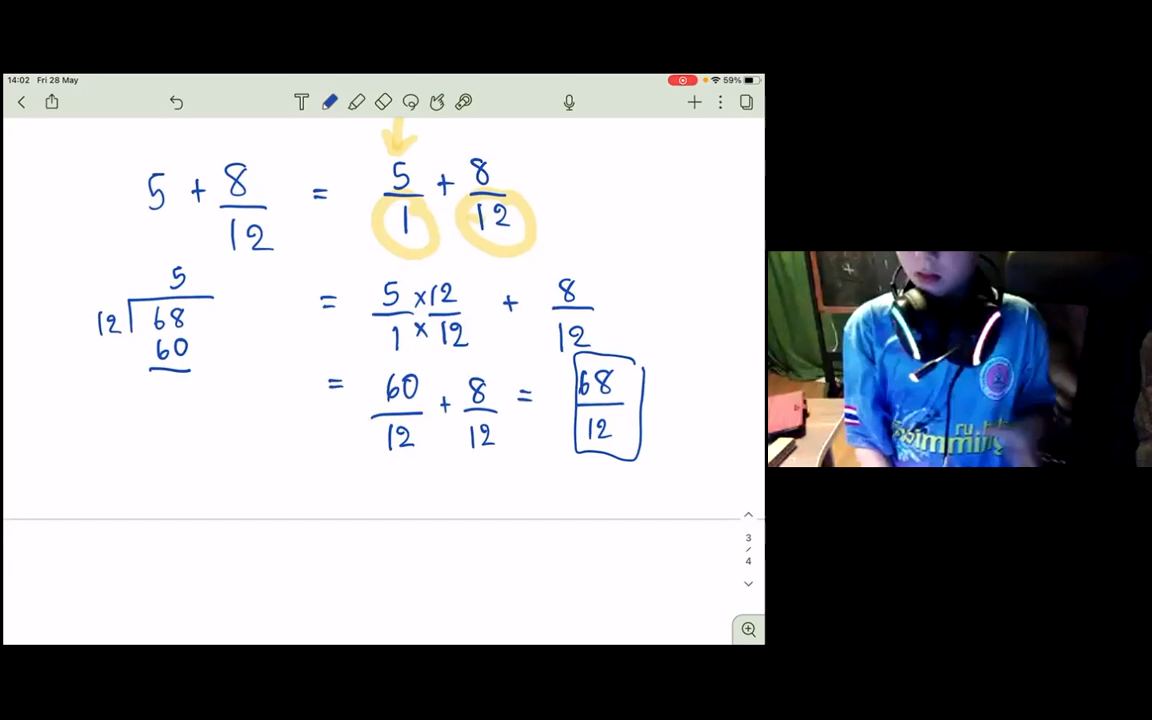 14:02 Fri 28 May 59%
5 + 8/12 = 5/1 + 8/12
5
12 68
60
= 5/1 × 12/12 + 8/12
= 60/12 + 8/12 = 68/12
3
/
4
ru